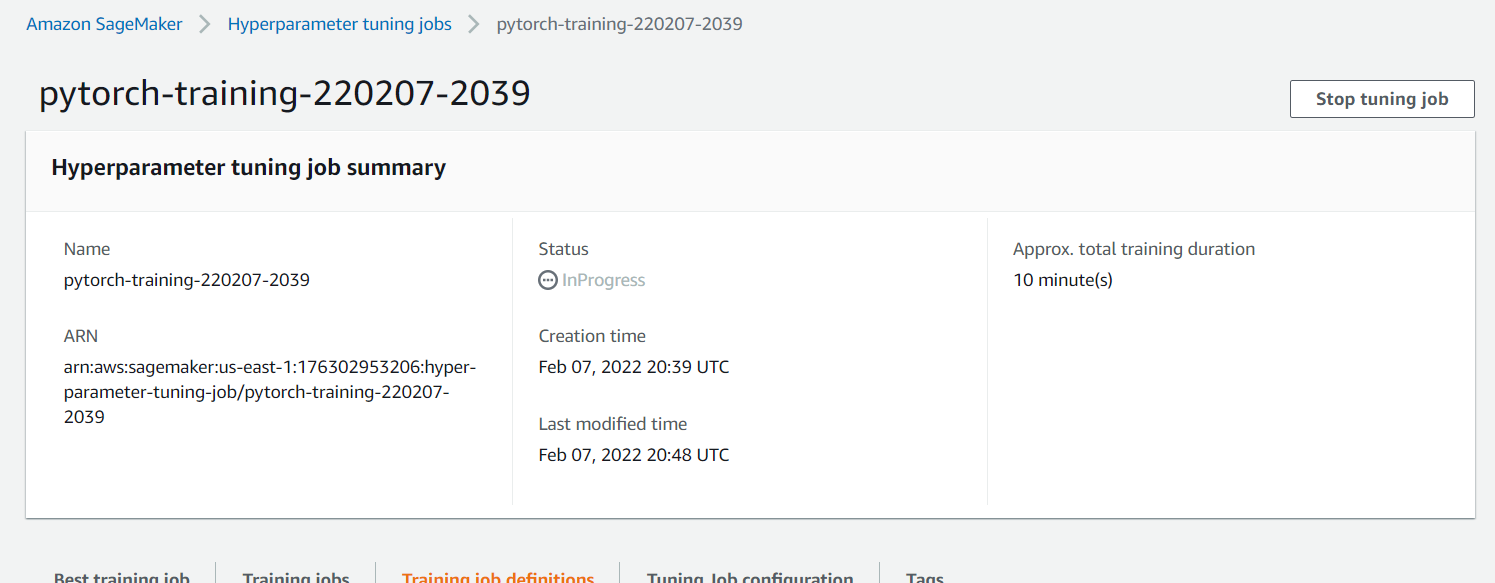 Amazon SageMaker > Hyperparameter tuning jobs > pytorch-training-220207-2039
pytorch-training-220207-2039
Stop tuning job
Hyperparameter tuning job summary
Name
pytorch-training-220207-2039
ARN
arn:aws:sagemaker:us-east-1:176302953206:hyper-
parameter-tuning-job/pytorch-training-220207-
2039
Status
InProgress
Creation time
Feb 07, 2022 20:39 UTC
Last modified time
Feb 07, 2022 20:48 UTC
Approx. total training duration
10 minute(s)
Best training job
Training jobs
Training job definitions
Tuning Job configuration
Tags